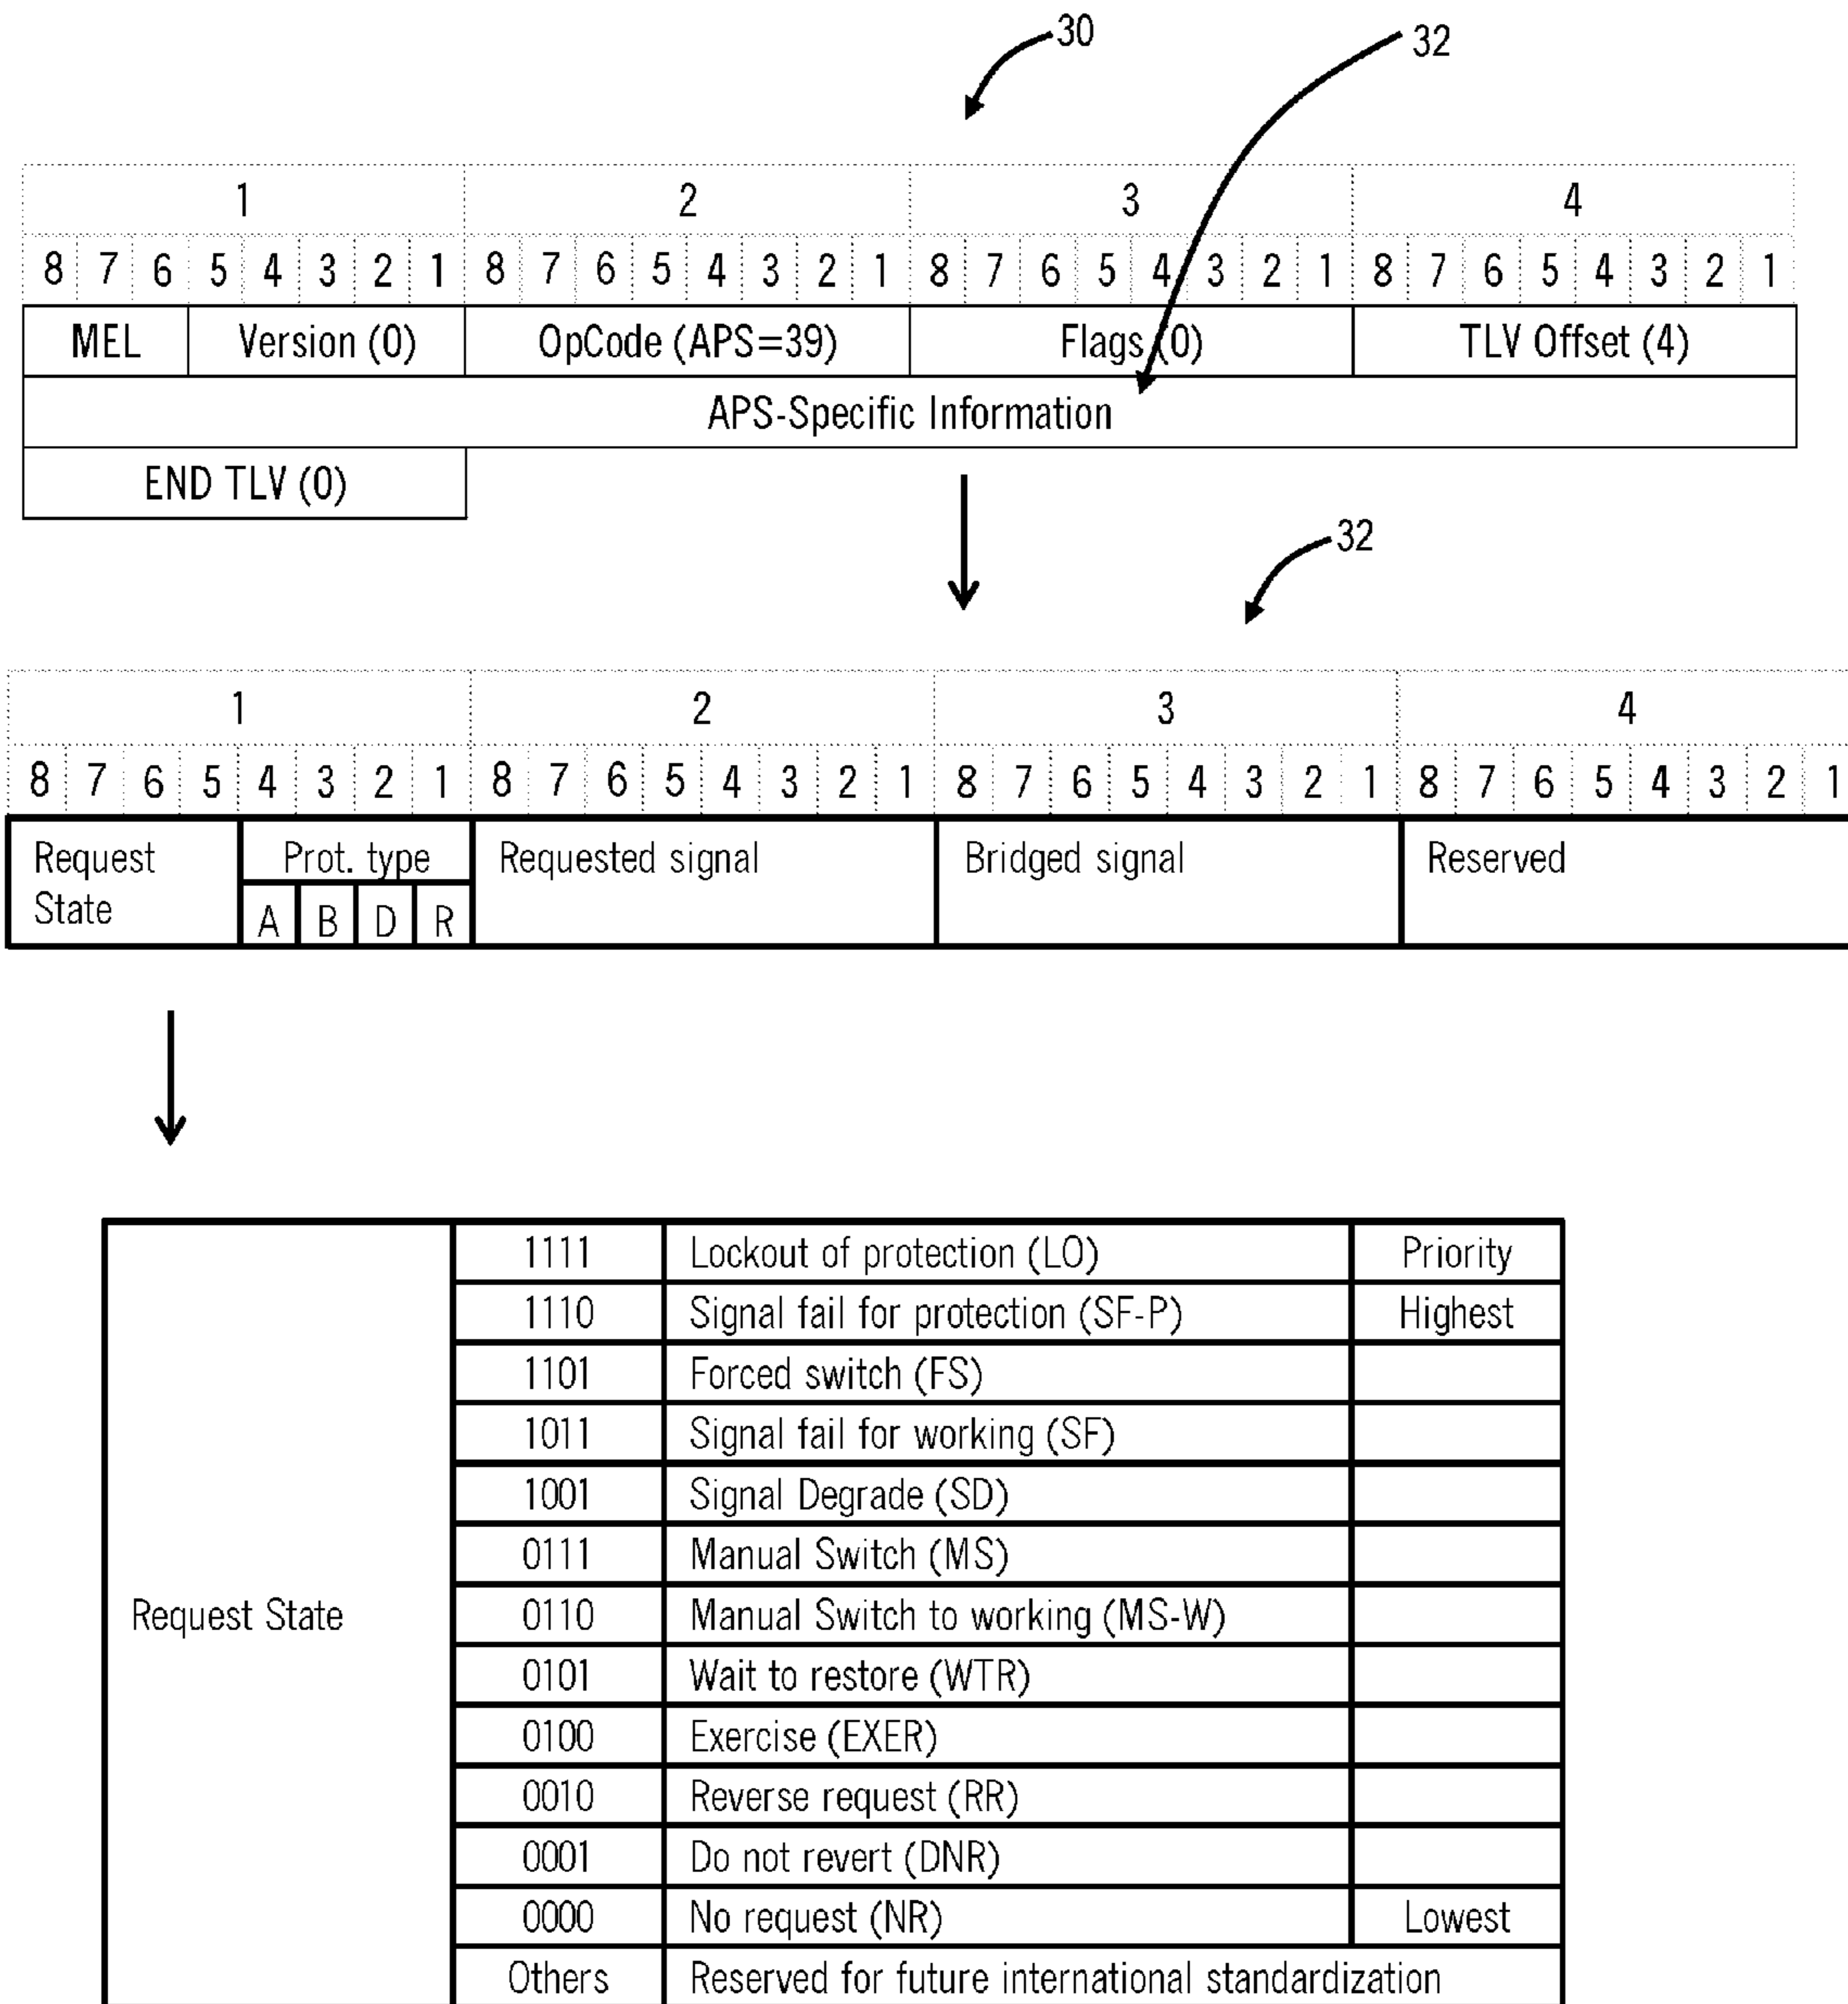 30
32
1 2 3 4
8 7 6 5 4 3 2 1 8 7 6 5 4 3 2 1 8 7 6 5 4 3 2 1 8 7 6 5 4 3 2 1
MEL Version (0) OpCode (APS=39) Flags (0) TLV Offset (4)
APS-Specific Information
END TLV (0)
32
1 2 3 4
8 7 6 5 4 3 2 1 8 7 6 5 4 3 2 1 8 7 6 5 4 3 2 1 8 7 6 5 4 3 2 1
Request State Prot. type Requested signal Bridged signal Reserved
A B D R
Request State
1111 Lockout of protection (LO) Priority
1110 Signal fail for protection (SF-P) Highest
1101 Forced switch (FS)
1011 Signal fail for working (SF)
1001 Signal Degrade (SD)
0111 Manual Switch (MS)
0110 Manual Switch to working (MS-W)
0101 Wait to restore (WTR)
0100 Exercise (EXER)
0010 Reverse request (RR)
0001 Do not revert (DNR)
0000 No request (NR) Lowest
Others Reserved for future international standardization